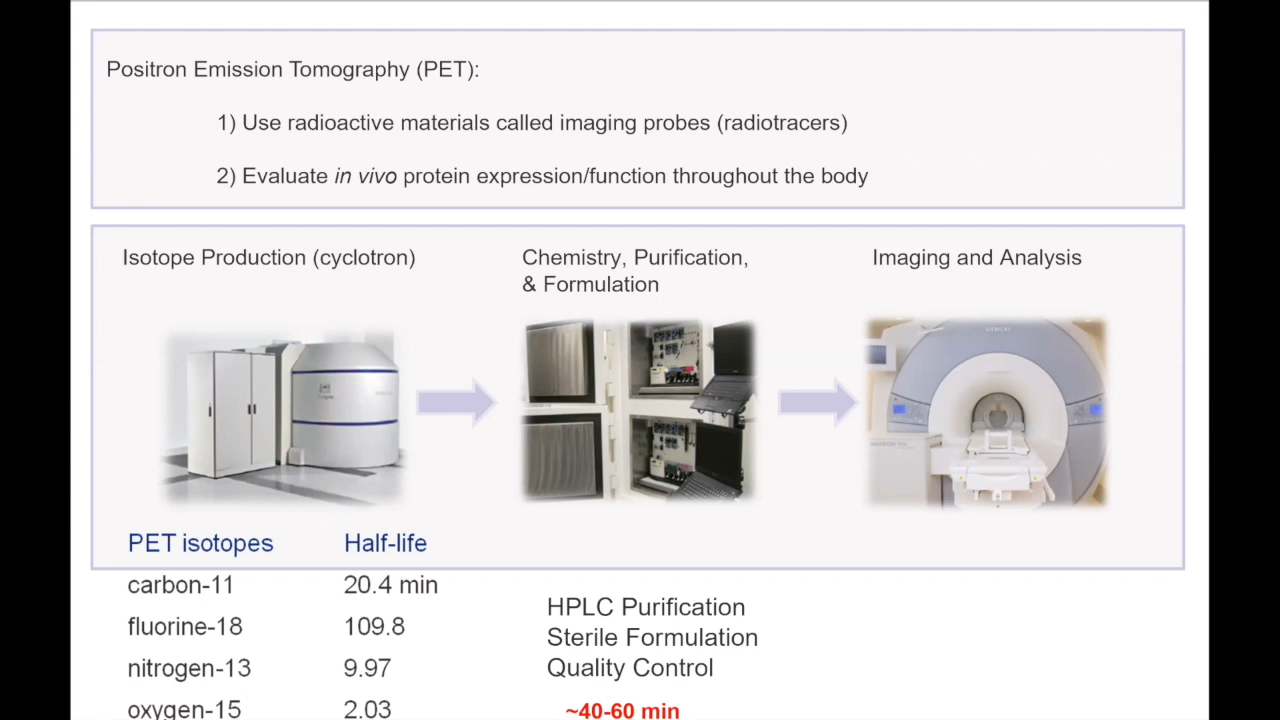 Positron Emission Tomography (PET):
1) Use radioactive materials called imaging probes (radiotracers)
2) Evaluate in vivo protein expression/function throughout the body
Isotope Production (cyclotron)
Chemistry, Purification,
& Formulation
Imaging and Analysis
SIEMENS
PET isotopes Half-life
carbon-11 20.4 min
fluorine-18 109.8
nitrogen-13 9.97
oxygen-15 2.03
HPLC Purification
Sterile Formulation
Quality Control
~40-60 min